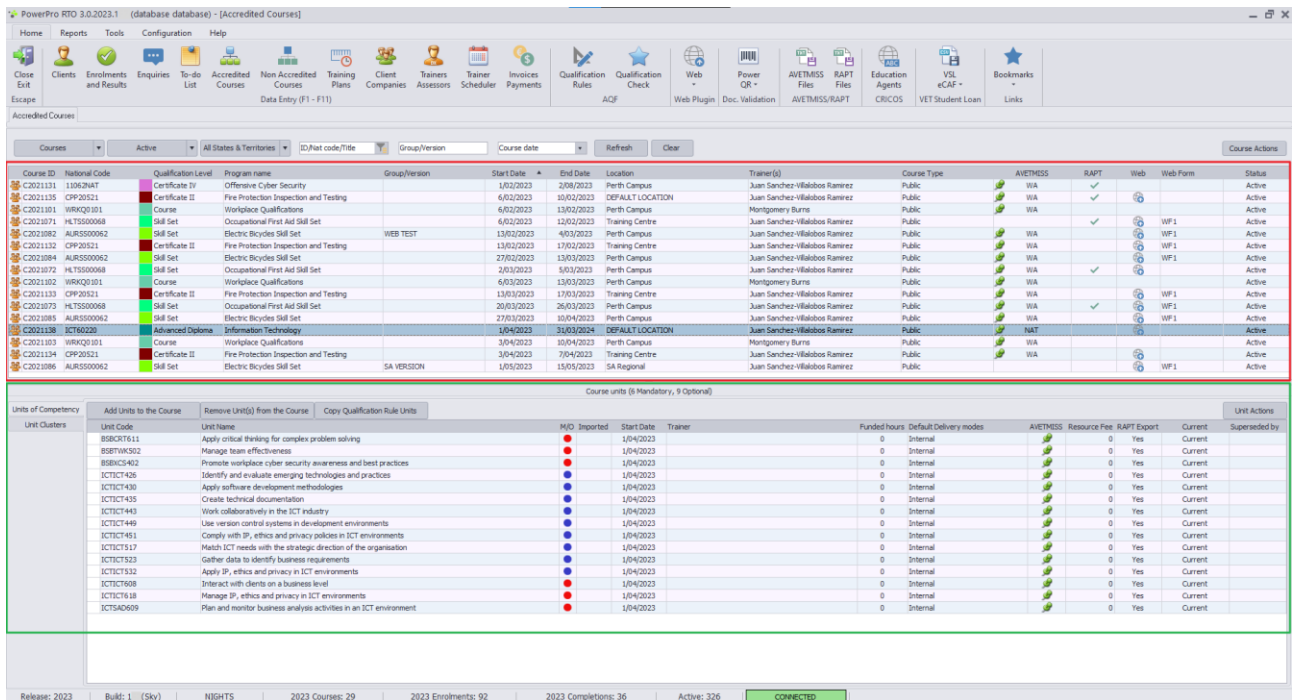 PowerPro RTO 3.0.2023.1 (database database) - [Accredited Courses]
Home Reports Tools Configuration Help
Close Exit Clients Enrolments and Results Enquiries To-do List Accredited Courses Non Accredited Courses Training Plans Client Companies Trainers Assessors Trainer Scheduler Invoices Payments Qualification Rules Qualification Check Web Power QR AVETMISS Files RAPT Files Education Agents VSL eCAF Bookmarks
Escape Data Entry (F1 - F11) AQF Web Plugin Doc. Validation AVETMISS/RAPT CRICOS VET Student Loan Links
Accredited Courses
Courses Active All States & Territories ID/Nat code/Title Group/Version Course date Refresh Clear Course Actions
Course ID National Code Qualification Level Program name Group/Version Start Date End Date Location Trainer(s) Course Type AVETMISS RAPT Web Web Form Status
C2021131 11062NAT Certificate IV Offensive Cyber Security 1/02/2023 2/08/2023 Perth Campus Juan Sanchez-Villalobos Ramirez Public WA Active
C2021135 CPP20521 Certificate II Fire Protection Inspection and Testing 6/02/2023 10/02/2023 DEFAULT LOCATION Juan Sanchez-Villalobos Ramirez Public WA Active
C2021101 WRKQ0101 Course Workplace Qualifications 6/02/2023 13/02/2023 Perth Campus Montgomery Burns Public WA Active
C2021071 HLTSS00068 Skill Set Occupational First Aid Skill Set 6/02/2023 12/02/2023 Training Centre Juan Sanchez-Villalobos Ramirez Public WF1 Active
C2021082 AURSS00062 Skill Set Electric Bicycles Skill Set WEB TEST 13/02/2023 4/03/2023 Perth Campus Juan Sanchez-Villalobos Ramirez Public WA WF1 Active
C2021132 CPP20521 Certificate II Fire Protection Inspection and Testing 13/02/2023 17/02/2023 Training Centre Juan Sanchez-Villalobos Ramirez Public WA WF1 Active
C2021084 AURSS00062 Skill Set Electric Bicycles Skill Set 27/02/2023 13/03/2023 Perth Campus Juan Sanchez-Villalobos Ramirez Public WA WF1 Active
C2021072 HLTSS00068 Skill Set Occupational First Aid Skill Set 2/03/2023 5/03/2023 Perth Campus Juan Sanchez-Villalobos Ramirez Public WA Active
C2021102 WRKQ0101 Course Workplace Qualifications 6/03/2023 13/03/2023 Perth Campus Montgomery Burns Public WA Active
C2021133 CPP20521 Certificate II Fire Protection Inspection and Testing 13/03/2023 17/03/2023 Training Centre Juan Sanchez-Villalobos Ramirez Public WA WF1 Active
C2021073 HLTSS00068 Skill Set Occupational First Aid Skill Set 20/03/2023 26/03/2023 Perth Campus Juan Sanchez-Villalobos Ramirez Public WA WF1 Active
C2021085 AURSS00062 Skill Set Electric Bicycles Skill Set 27/03/2023 10/04/2023 Perth Campus Juan Sanchez-Villalobos Ramirez Public WA WF1 Active
C2021138 ICT60220 Advanced Diploma Information Technology 1/04/2023 31/03/2024 DEFAULT LOCATION Juan Sanchez-Villalobos Ramirez Public NAT Active
C2021103 WRKQ0101 Course Workplace Qualifications 3/04/2023 10/04/2023 Perth Campus Montgomery Burns Public WA Active
C2021134 CPP20521 Certificate II Fire Protection Inspection and Testing 3/04/2023 7/04/2023 Training Centre Juan Sanchez-Villalobos Ramirez Public WA Active
C2021086 AURSS00062 Skill Set Electric Bicycles Skill Set SA VERSION 1/05/2023 15/05/2023 SA Regional Juan Sanchez-Villalobos Ramirez Public WF1 Active
Course units (6 Mandatory, 9 Optional)
Units of Competency Add Units to the Course Remove Unit(s) from the Course Copy Qualification Rule Units Unit Actions
Unit Clusters Unit Code Unit Name M/O Imported Start Date Trainer Funded hours Default Delivery modes AVETMISS Resource Fee RAPT Export Current Superseded by
BSBCRT611 Apply critical thinking for complex problem solving 1/04/2023 0 Internal 0 Yes Current
BSBTWK502 Manage team effectiveness 1/04/2023 0 Internal 0 Yes Current
BSBXCS402 Promote workplace cyber security awareness and best practices 1/04/2023 0 Internal 0 Yes Current
ICTICT426 Identify and evaluate emerging technologies and practices 1/04/2023 0 Internal 0 Yes Current
ICTICT430 Apply software development methodologies 1/04/2023 0 Internal 0 Yes Current
ICTICT435 Create technical documentation 1/04/2023 0 Internal 0 Yes Current
ICTICT443 Work collaboratively in the ICT industry 1/04/2023 0 Internal 0 Yes Current
ICTICT449 Use version control systems in development environments 1/04/2023 0 Internal 0 Yes Current
ICTICT451 Comply with IP, ethics and privacy policies in ICT environments 1/04/2023 0 Internal 0 Yes Current
ICTICT517 Match ICT needs with the strategic direction of the organisation 1/04/2023 0 Internal 0 Yes Current
ICTICT523 Gather data to identify business requirements 1/04/2023 0 Internal 0 Yes Current
ICTICT532 Apply IP, ethics and privacy in ICT environments 1/04/2023 0 Internal 0 Yes Current
ICTICT608 Interact with clients on a business level 1/04/2023 0 Internal 0 Yes Current
ICTICT618 Manage IP, ethics and privacy in ICT environments 1/04/2023 0 Internal 0 Yes Current
ICTSAD609 Plan and monitor business analysis activities in an ICT environment 1/04/2023 0 Internal 0 Yes Current
Release: 2023 Build: 1 (Sky) NIGHTS 2023 Courses: 29 2023 Enrolments: 92 2023 Completions: 36 Active: 326 CONNECTED